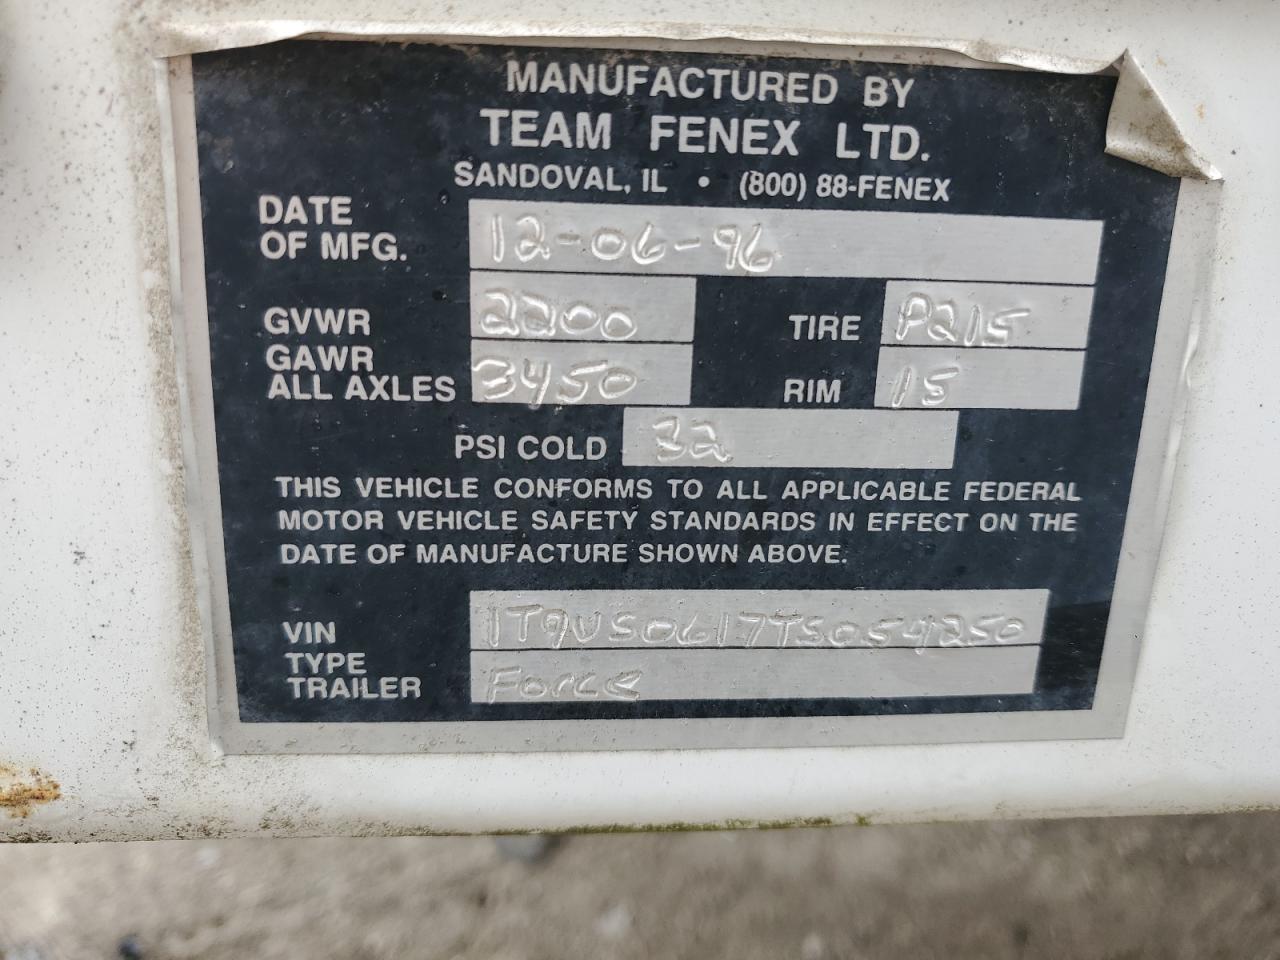 MANUFACTURED BY
TEAM FENEX LTD.
SANDOVAL, IL • (800) 88-FENEX
DATE OF MFG. 12-06-96
GVWR 2200 TIRE P215
GAWR ALL AXLES 3450 RIM 15
PSI COLD 32
THIS VEHICLE CONFORMS TO ALL APPLICABLE FEDERAL
MOTOR VEHICLE SAFETY STANDARDS IN EFFECT ON THE
DATE OF MANUFACTURE SHOWN ABOVE.
VIN 1T9US0617TS054250
TYPE TRAILER Force